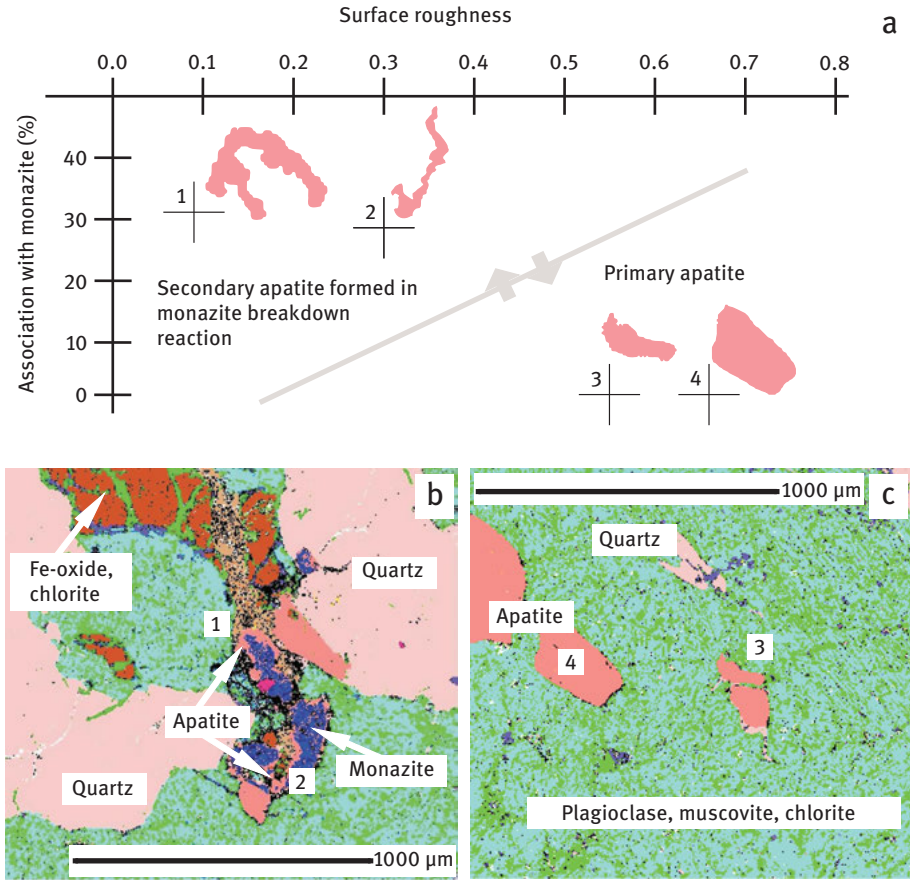 Surface roughness
a
0.0 0.1 0.2 0.3 0.4 0.5 0.6 0.7 0.8
Association with monazite (%)
40
30
20
10
0
1
2
Secondary apatite formed in
monazite breakdown
reaction
Primary apatite
3
4
b
Fe-oxide,
chlorite
Quartz
1
Apatite
Monazite
2
Quartz
1000 µm
c
1000 µm
Quartz
Apatite
3
4
Plagioclase, muscovite, chlorite